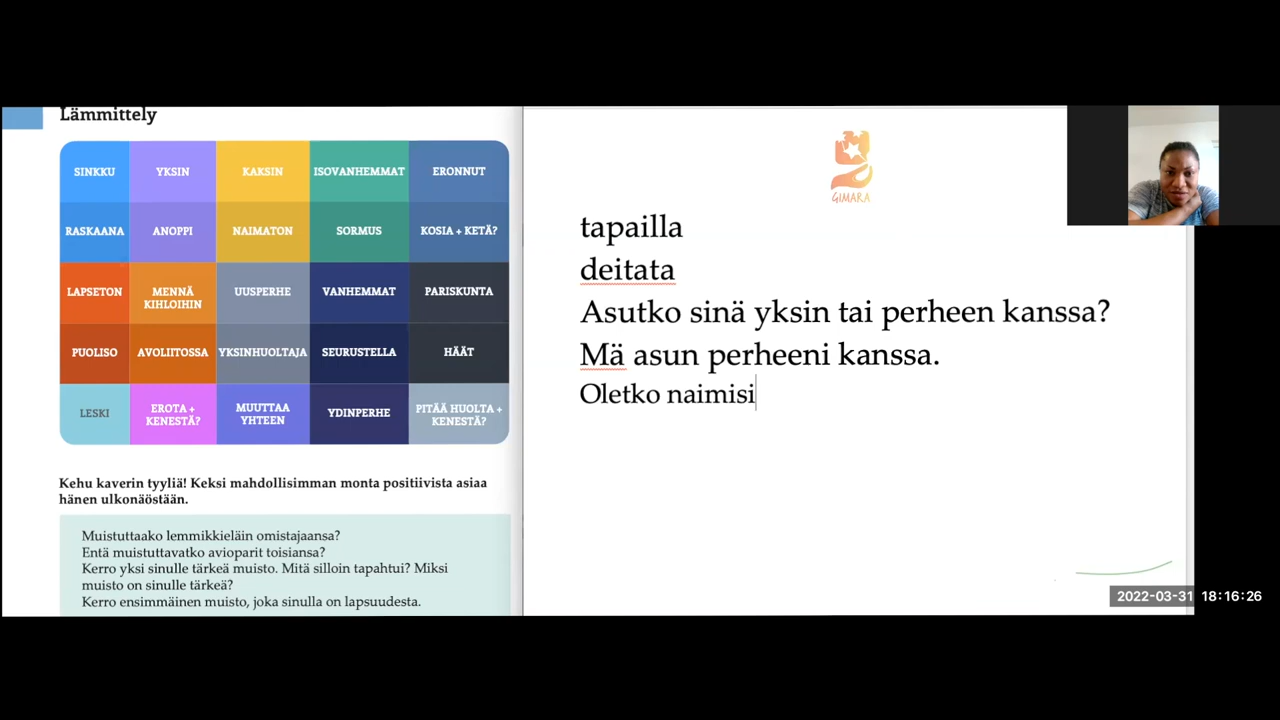 Lämmittely
SINKKU YKSIN KAKSIN ISOVANHEMMAT ERONNUT
RASKAANA ANOPPI NAIMATON SORMUS KOSIA + KETÄ?
LAPSETON MENNÄ KIHLOIHIN UUSPERHE VANHEMMAT PARISKUNTA
PUOLISO AVOLIITOSSA YKSINHUOLTAJA SEURUSTELLA HÄÄT
LESKI EROTA + KENESTÄ? MUUTTAA YHTEEN YDINPERHE PITÄÄ HUOLTA + KENESTÄ?
Kehu kaverin tyyliä! Keksi mahdollisimman monta positiivista asiaa
hänen ulkonäöstään.
Muistuttaako lemmikkieläin omistajaansa?
Entä muistuttavatko avioparit toisiansa?
Kerro yksi sinulle tärkeä muisto. Mitä silloin tapahtui? Miksi
muisto on sinulle tärkeä?
Kerro ensimmäinen muisto, joka sinulla on lapsuudesta.
GIMARA
tapailla
deitata
Asutko sinä yksin tai perheen kanssa?
Mä asun perheeni kanssa.
Oletko naimisi
2022-03-31 18:16:26